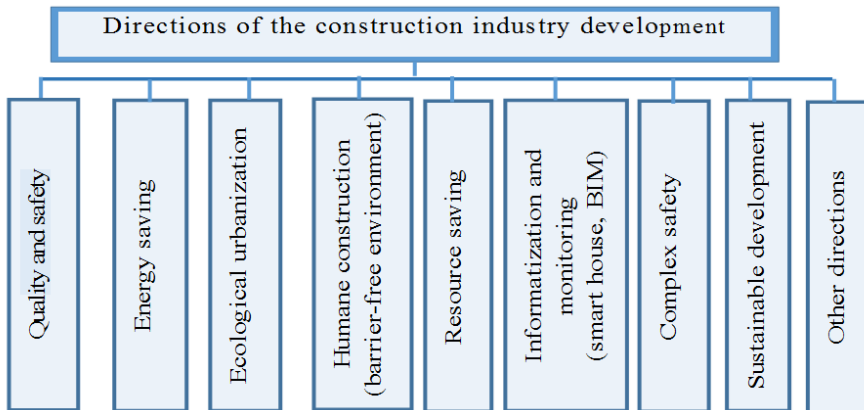 Directions of the construction industry development
Quality and safety
Energy saving
Ecological urbanization
Humane construction
(barrier-free environment)
Resource saving
Informatization and
monitoring
(smart house, BIM)
Complex safety
Sustainable development
Other directions